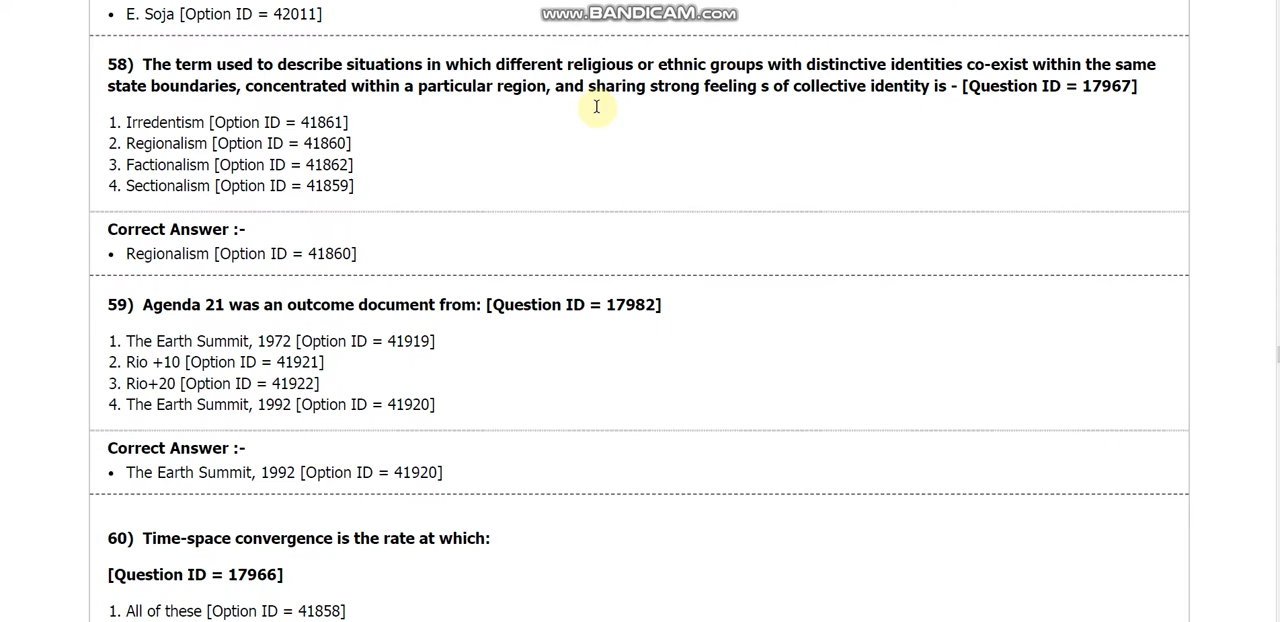 • E. Soja [Option ID = 42011]
www.BANDICAM.com
58) The term used to describe situations in which different religious or ethnic groups with distinctive identities co-exist within the same
state boundaries, concentrated within a particular region, and sharing strong feeling s of collective identity is - [Question ID = 17967]
1. Irredentism [Option ID = 41861]
2. Regionalism [Option ID = 41860]
3. Factionalism [Option ID = 41862]
4. Sectionalism [Option ID = 41859]
Correct Answer :-
• Regionalism [Option ID = 41860]
59) Agenda 21 was an outcome document from: [Question ID = 17982]
1. The Earth Summit, 1972 [Option ID = 41919]
2. Rio +10 [Option ID = 41921]
3. Rio+20 [Option ID = 41922]
4. The Earth Summit, 1992 [Option ID = 41920]
Correct Answer :-
• The Earth Summit, 1992 [Option ID = 41920]
60) Time-space convergence is the rate at which:
[Question ID = 17966]
1. All of these [Option ID = 41858]